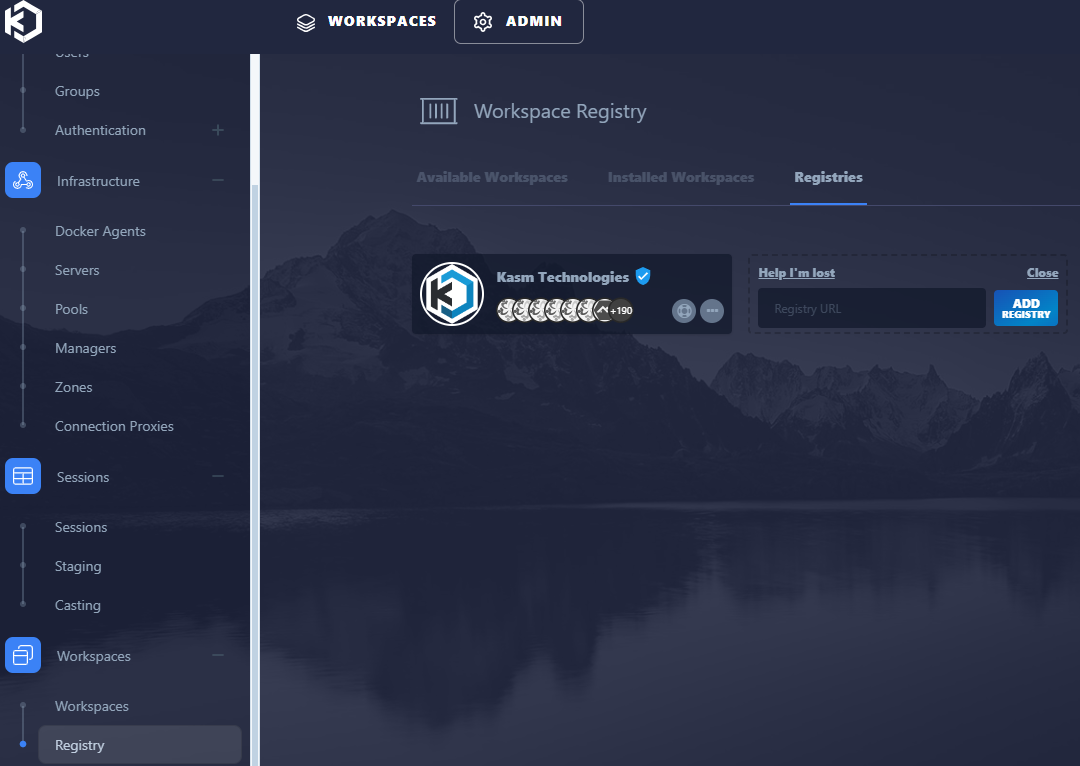 WORKSPACES
ADMIN
Users
Groups
Authentication
Infrastructure
Docker Agents
Servers
Pools
Managers
Zones
Connection Proxies
Sessions
Sessions
Staging
Casting
Workspaces
Workspaces
Registry
Workspace Registry
Available Workspaces
Installed Workspaces
Registries
Kasm Technologies
+190
Help I'm lost
Close
Registry URL
ADD
REGISTRY